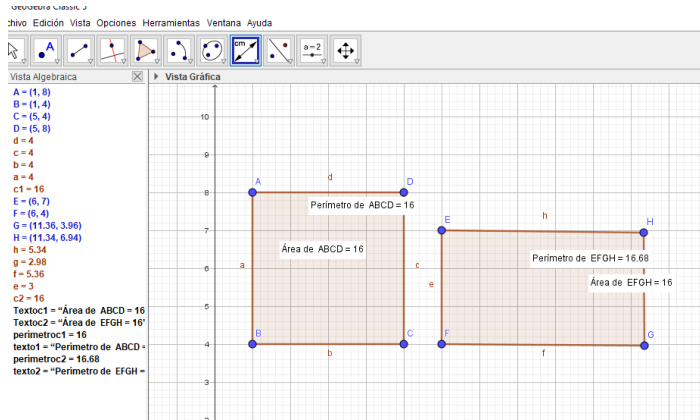 GeoGebra Classic 5
chivo Edición Vista Opciones Herramientas Ventana Ayuda
A
cm
a=2
Vista Algebraica
Vista Gráfica
A = (1, 8)
B = (1, 4)
C = (5, 4)
D = (5, 8)
d = 4
c = 4
b = 4
a = 4
c1 = 16
E = (6, 7)
F = (6, 4)
G = (11.36, 3.96)
H = (11.34, 6.94)
h = 5.34
g = 2.98
f = 5.36
e = 3
c2 = 16
Textoc1 = “Área de ABCD = 16
Textoc2 = “Área de EFGH = 16"
perimetroc1 = 16
texto1 = “Perímetro de ABCD =
perimetroc2 = 16.68
texto2 = “Perímetro de EFGH =
10
9
8
7
6
5
4
3
2
A
d
D
Perímetro de ABCD = 16
Área de ABCD = 16
a
c
B
b
C
E
h
H
Perímetro de EFGH = 16.68
Área de EFGH = 16
e
F
f
G